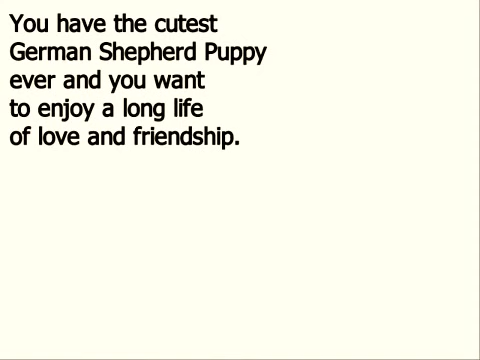 You have the cutest
German Shepherd Puppy
ever and you want
to enjoy a long life
of love and friendship.